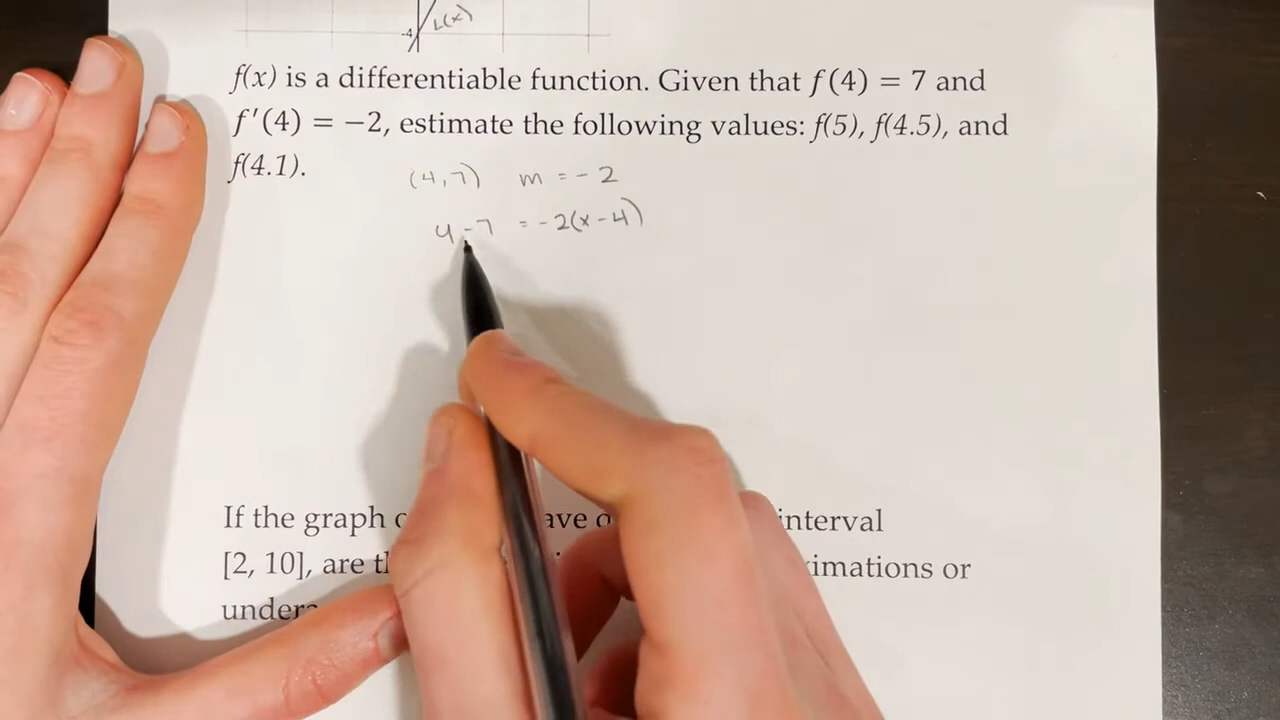 -4 L(x)
f(x) is a differentiable function. Given that f(4) = 7 and
f'(4) = −2, estimate the following values: f(5), f(4.5), and
f(4.1).
(4,7) m = -2
y-7 = -2(x-4)
If the graph interval
[2, 10], are or